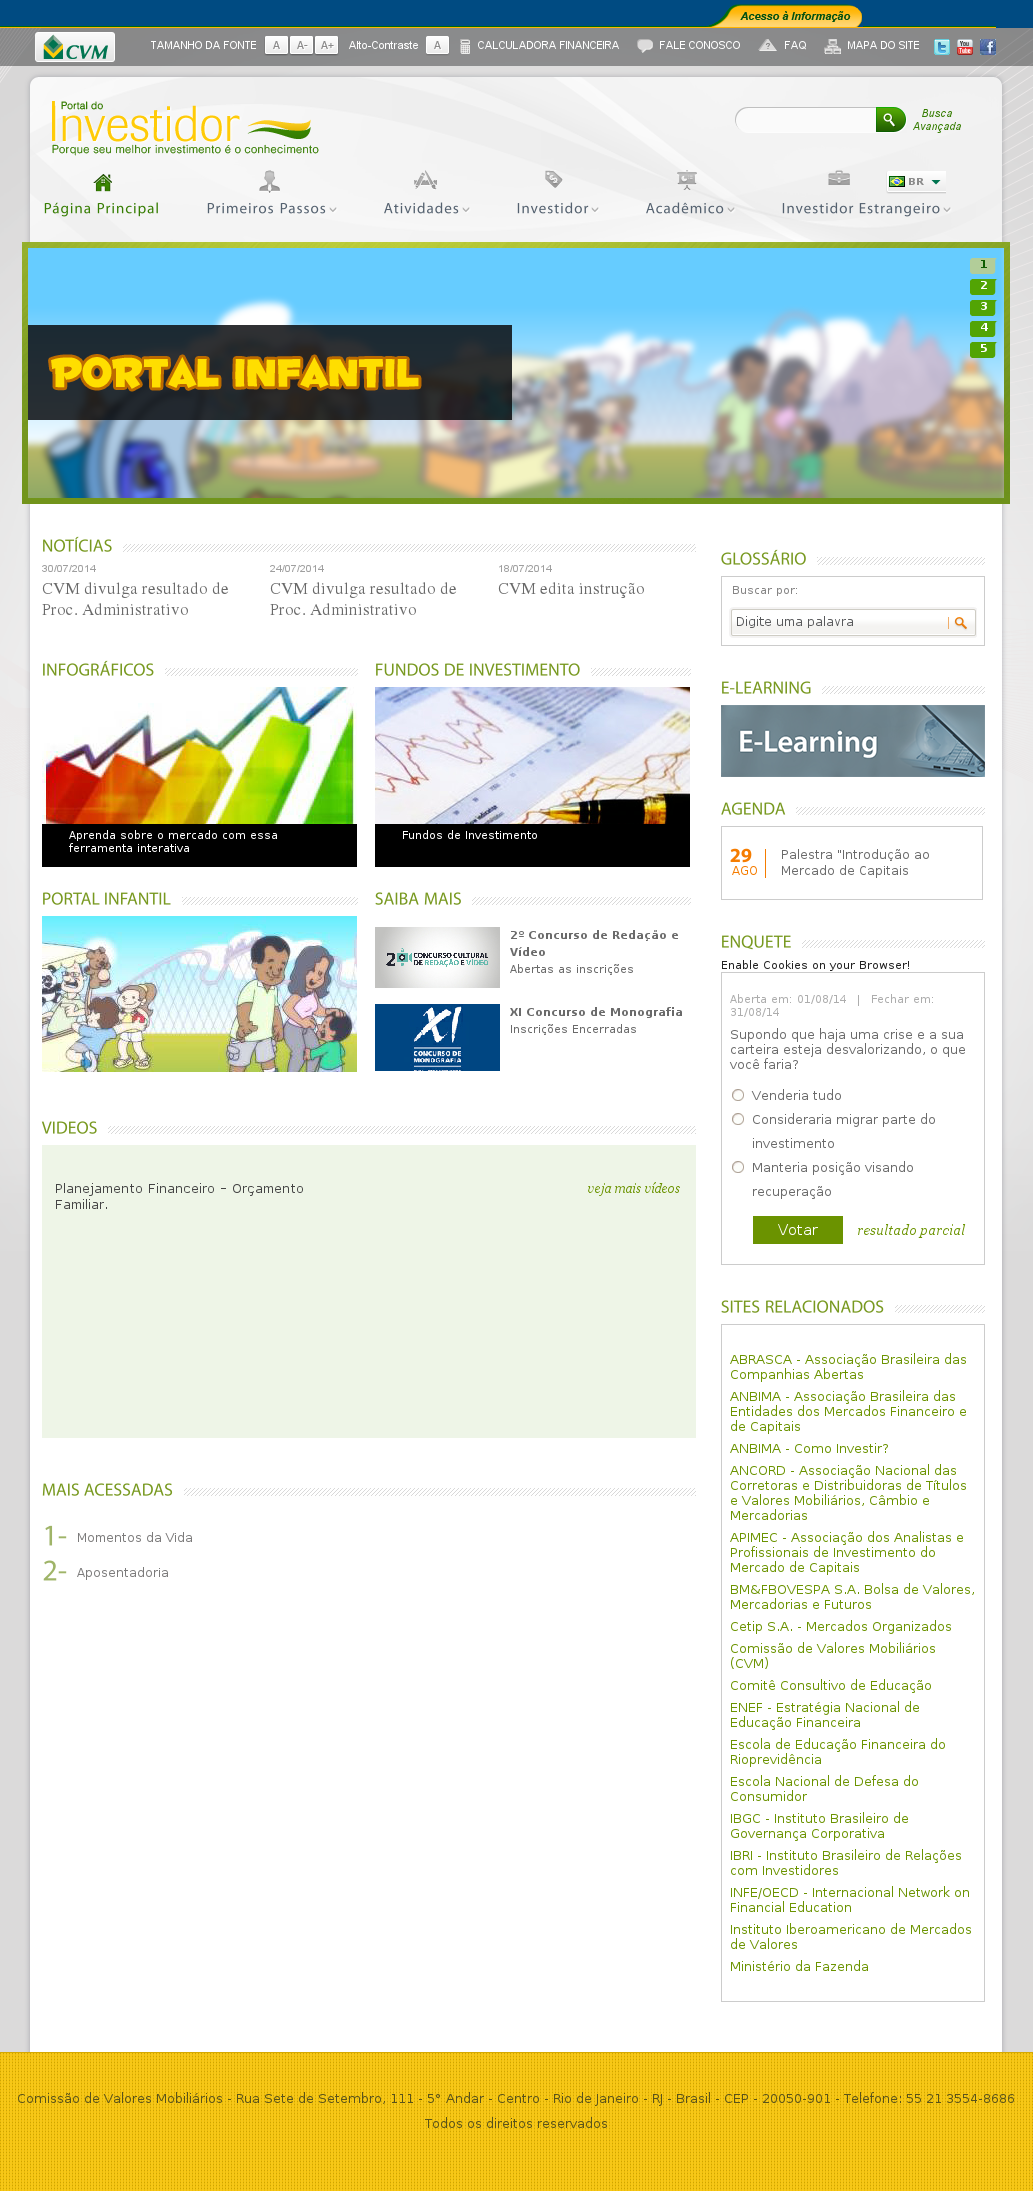 Acesso à Informação
CVM
TAMANHO DA FONTE A A- A+ Alto-Contraste A CALCULADORA FINANCEIRA FALE CONOSCO FAQ MAPA DO SITE
Portal do
Investidor
Porque seu melhor investimento é o conhecimento
Busca
Avançada
BR
Página Principal Primeiros Passos Atividades Investidor Acadêmico Investidor Estrangeiro
1
2
3
4
5
PORTAL INFANTIL
NOTÍCIAS
30/07/2014
CVM divulga resultado de
Proc. Administrativo
24/07/2014
CVM divulga resultado de
Proc. Administrativo
18/07/2014
CVM edita instrução
INFOGRÁFICOS
Aprenda sobre o mercado com essa
ferramenta interativa
FUNDOS DE INVESTIMENTO
Fundos de Investimento
PORTAL INFANTIL
SAIBA MAIS
2º CONCURSO CULTURAL
DE REDAÇÃO E VÍDEO
2º Concurso de Redação e
Vídeo
Abertas as inscrições
XI
CONCURSO DE
MONOGRAFIA
XI Concurso de Monografia
Inscrições Encerradas
VIDEOS
Planejamento Financeiro – Orçamento
Familiar.
veja mais vídeos
MAIS ACESSADAS
1- Momentos da Vida
2- Aposentadoria
GLOSSÁRIO
Buscar por:
Digite uma palavra
E-LEARNING
E-Learning
AGENDA
29
AGO
Palestra "Introdução ao
Mercado de Capitais
ENQUETE
Enable Cookies on your Browser!
Aberta em: 01/08/14 | Fechar em:
31/08/14
Supondo que haja uma crise e a sua
carteira esteja desvalorizando, o que
você faria?
Venderia tudo
Consideraria migrar parte do
investimento
Manteria posição visando
recuperação
Votar resultado parcial
SITES RELACIONADOS
ABRASCA - Associação Brasileira das
Companhias Abertas
ANBIMA - Associação Brasileira das
Entidades dos Mercados Financeiro e
de Capitais
ANBIMA - Como Investir?
ANCORD - Associação Nacional das
Corretoras e Distribuidoras de Títulos
e Valores Mobiliários, Câmbio e
Mercadorias
APIMEC - Associação dos Analistas e
Profissionais de Investimento do
Mercado de Capitais
BM&FBOVESPA S.A. Bolsa de Valores,
Mercadorias e Futuros
Cetip S.A. - Mercados Organizados
Comissão de Valores Mobiliários
(CVM)
Comitê Consultivo de Educação
ENEF - Estratégia Nacional de
Educação Financeira
Escola de Educação Financeira do
Rioprevidência
Escola Nacional de Defesa do
Consumidor
IBGC - Instituto Brasileiro de
Governança Corporativa
IBRI - Instituto Brasileiro de Relações
com Investidores
INFE/OECD - Internacional Network on
Financial Education
Instituto Iberoamericano de Mercados
de Valores
Ministério da Fazenda
Comissão de Valores Mobiliários - Rua Sete de Setembro, 111 - 5° Andar - Centro - Rio de Janeiro - RJ - Brasil - CEP - 20050-901 - Telefone: 55 21 3554-8686
Todos os direitos reservados